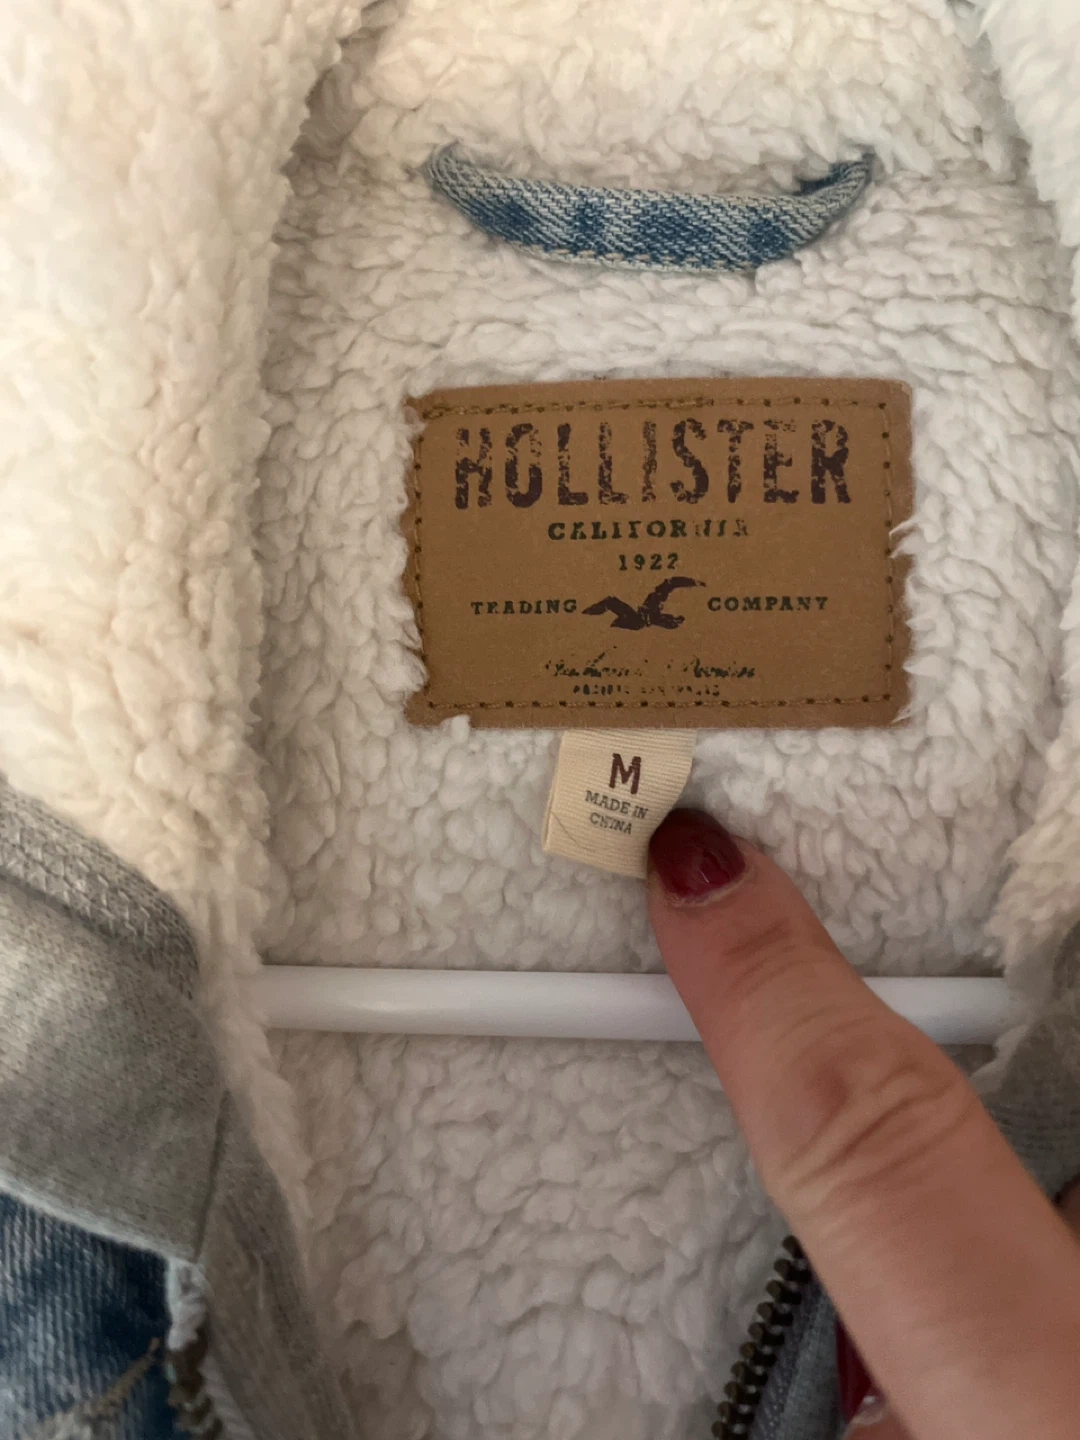 HOLLISTER
CALIFORNIA
1922
TRADING COMPANY
M
MADE IN
CHINA